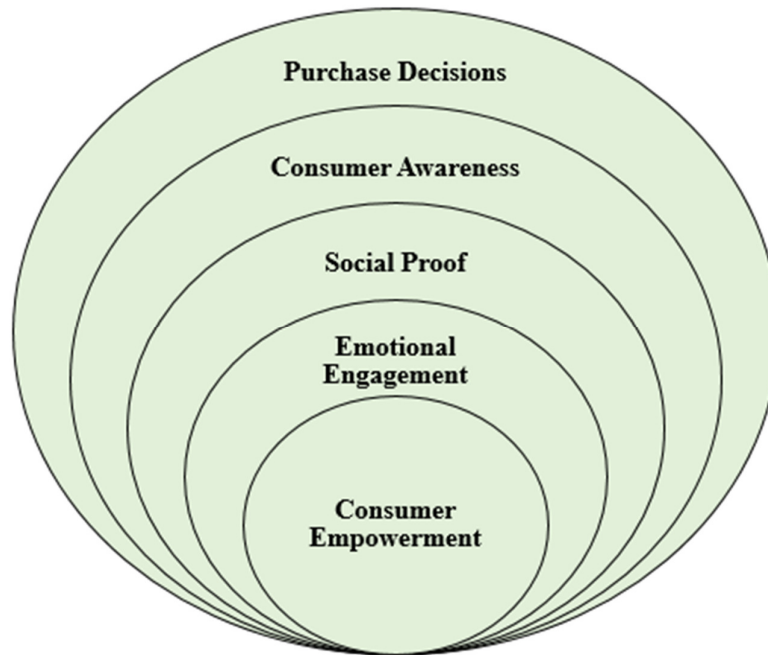 Purchase Decisions
Consumer Awareness
Social Proof
Emotional
Engagement
Consumer
Empowerment